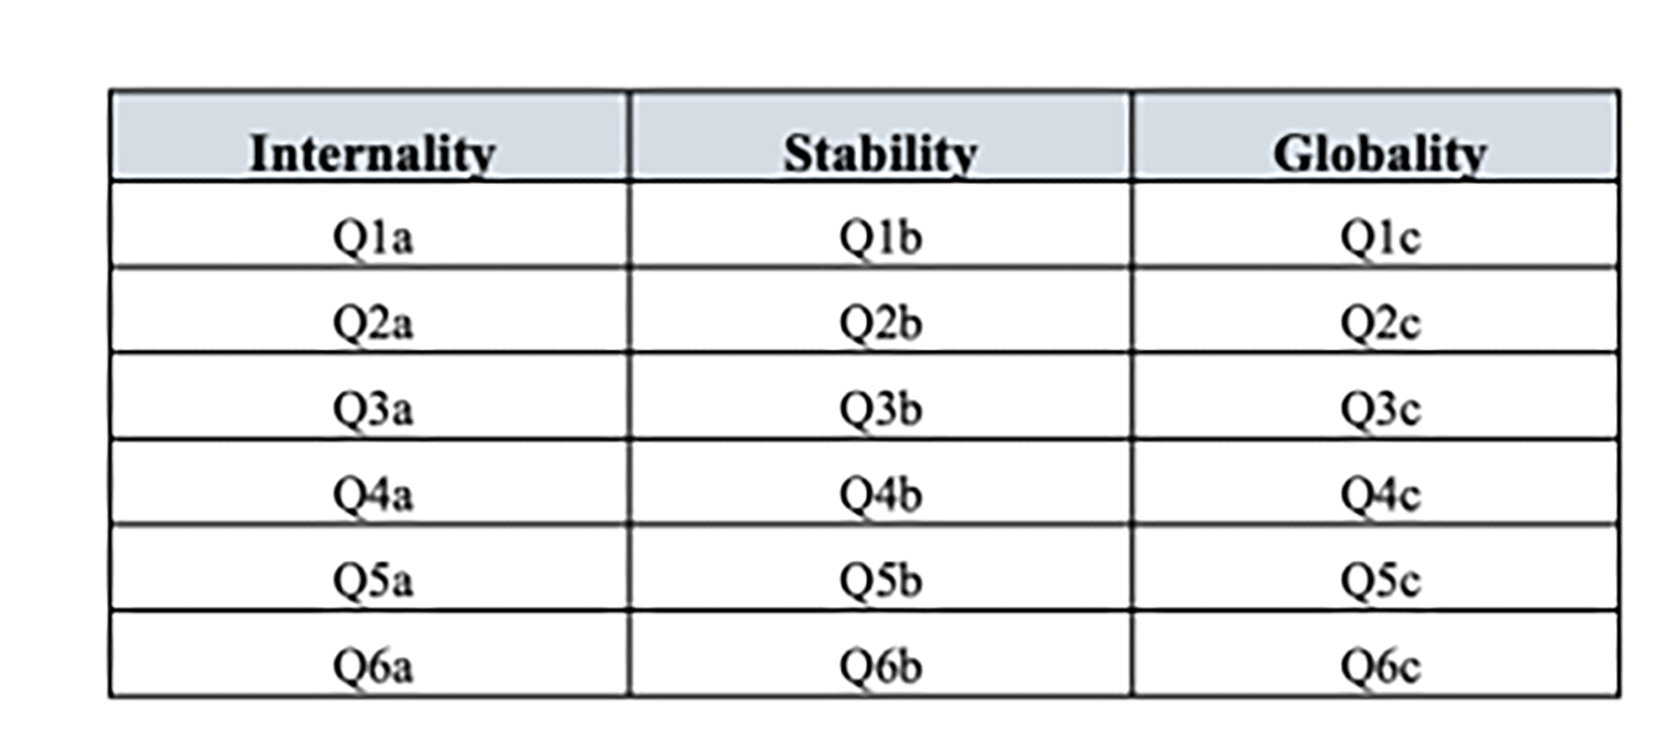 Internality Stability Globality
Q1a Q1b Q1c
Q2a Q2b Q2c
Q3a Q3b Q3c
Q4a Q4b Q4c
Q5a Q5b Q5c
Q6a Q6b Q6c